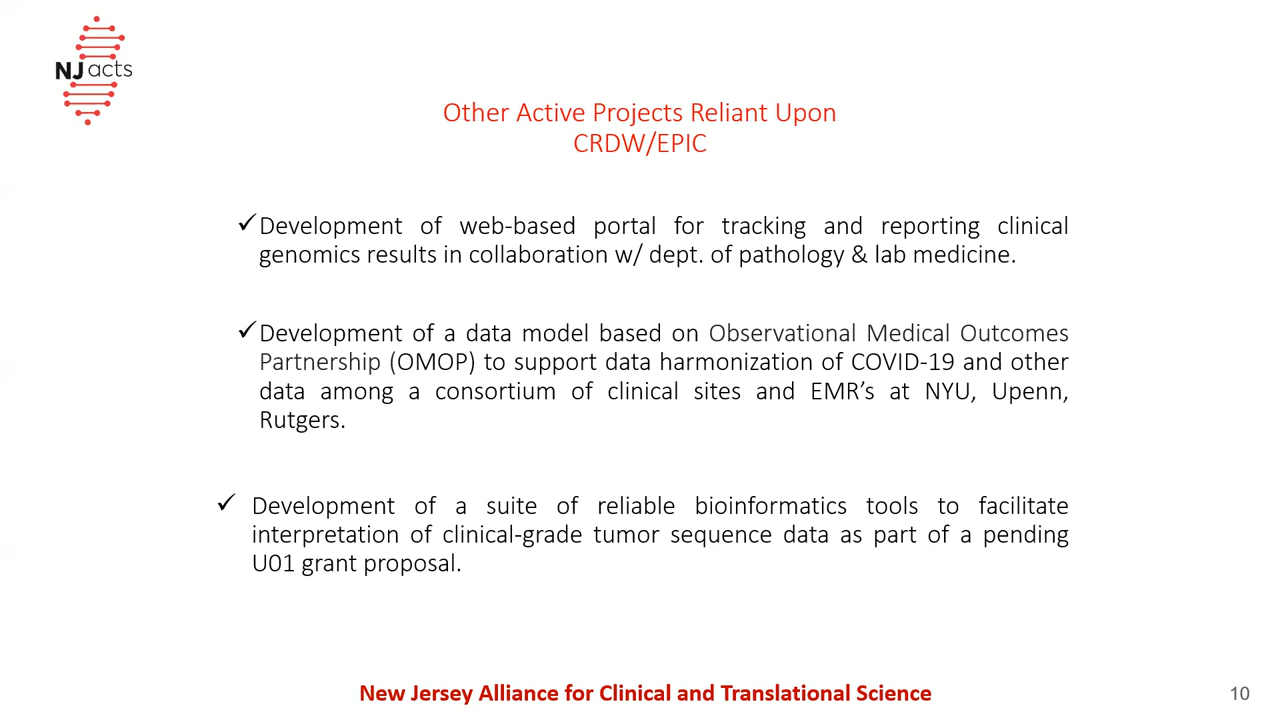 NJ acts
Other Active Projects Reliant Upon
CRDW/EPIC
✓Development of web-based portal for tracking and reporting clinical
genomics results in collaboration w/ dept. of pathology & lab medicine.
✓Development of a data model based on Observational Medical Outcomes
Partnership (OMOP) to support data harmonization of COVID-19 and other
data among a consortium of clinical sites and EMR’s at NYU, Upenn,
Rutgers.
✓ Development of a suite of reliable bioinformatics tools to facilitate
interpretation of clinical-grade tumor sequence data as part of a pending
U01 grant proposal.
New Jersey Alliance for Clinical and Translational Science
10